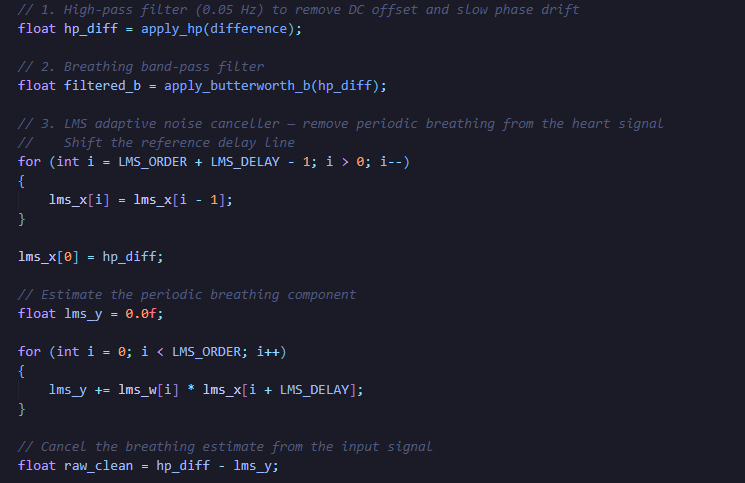 // 1. High-pass filter (0.05 Hz) to remove DC offset and slow phase drift
float hp_diff = apply_hp(difference);
// 2. Breathing band-pass filter
float filtered_b = apply_butterworth_b(hp_diff);
// 3. LMS adaptive noise canceller — remove periodic breathing from the heart signal
//    Shift the reference delay line
for (int i = LMS_ORDER + LMS_DELAY - 1; i > 0; i--)
{
    lms_x[i] = lms_x[i - 1];
}
lms_x[0] = hp_diff;
// Estimate the periodic breathing component
float lms_y = 0.0f;
for (int i = 0; i < LMS_ORDER; i++)
{
    lms_y += lms_w[i] * lms_x[i + LMS_DELAY];
}
// Cancel the breathing estimate from the input signal
float raw_clean = hp_diff - lms_y;